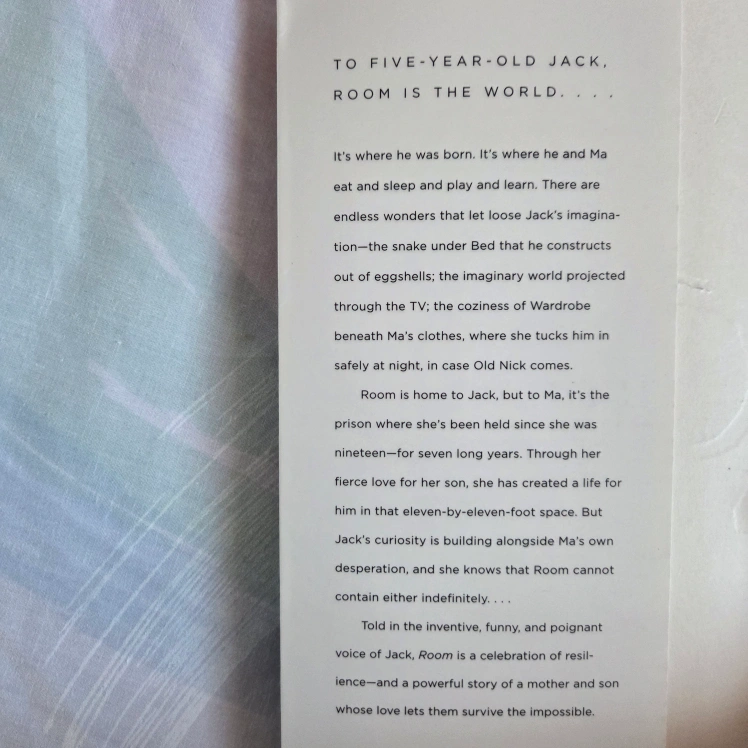 TO FIVE-YEAR-OLD JACK,
ROOM IS THE WORLD. . . .
It's where he was born. It's where he and Ma
eat and sleep and play and learn. There are
endless wonders that let loose Jack's imagina-
tion—the snake under Bed that he constructs
out of eggshells; the imaginary world projected
through the TV; the coziness of Wardrobe
beneath Ma's clothes, where she tucks him in
safely at night, in case Old Nick comes.
Room is home to Jack, but to Ma, it's the
prison where she's been held since she was
nineteen—for seven long years. Through her
fierce love for her son, she has created a life for
him in that eleven-by-eleven-foot space. But
Jack's curiosity is building alongside Ma's own
desperation, and she knows that Room cannot
contain either indefinitely. . . .
Told in the inventive, funny, and poignant
voice of Jack, Room is a celebration of resil-
ience—and a powerful story of a mother and son
whose love lets them survive the impossible.